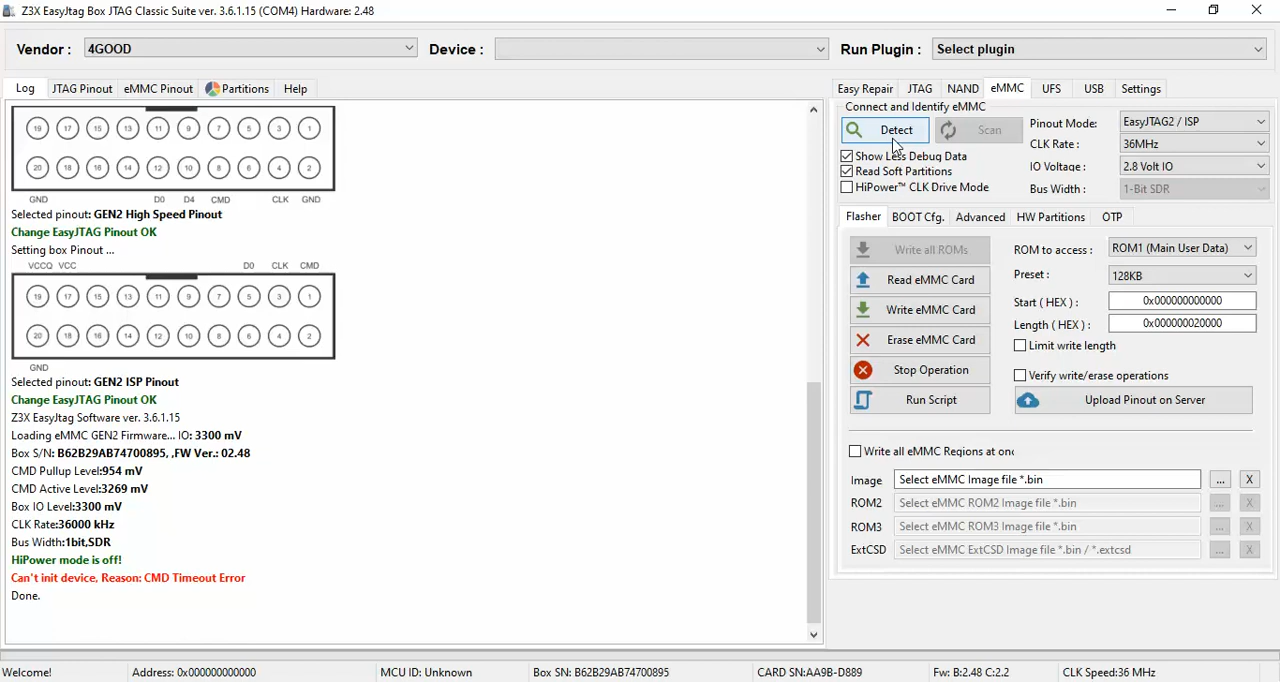 Z3X EasyJtag Box JTAG Classic Suite ver. 3.6.1.15 (COM4) Hardware: 2.48
Vendor : 4GOOD Device : Run Plugin : Select plugin
Log JTAG Pinout eMMC Pinout Partitions Help
19 17 15 13 11 9 7 5 3 1
20 18 16 14 12 10 8 6 4 2
GND D0 D4 CMD CLK GND
Selected pinout: GEN2 High Speed Pinout
Change EasyJTAG Pinout OK
Setting box Pinout ...
VCCQ VCC D0 CLK CMD
19 17 15 13 11 9 7 5 3 1
20 18 16 14 12 10 8 6 4 2
GND
Selected pinout: GEN2 ISP Pinout
Change EasyJTAG Pinout OK
Z3X EasyJtag Software ver. 3.6.1.15
Loading eMMC GEN2 Firmware... IO: 3300 mV
Box S/N: B62B29AB74700895, ,FW Ver.: 02.48
CMD Pullup Level:954 mV
CMD Active Level:3269 mV
Box IO Level:3300 mV
CLK Rate:36000 kHz
Bus Width:1bit,SDR
HiPower mode is off!
Can't init device, Reason: CMD Timeout Error
Done.
Easy Repair JTAG NAND eMMC UFS USB Settings
Connect and Identify eMMC
Detect Scan
Show Less Debug Data
Read Soft Partitions
HiPower™ CLK Drive Mode
Pinout Mode: EasyJTAG2 / ISP
CLK Rate : 36MHz
IO Voltage : 2.8 Volt IO
Bus Width : 1-Bit SDR
Flasher BOOT Cfg. Advanced HW Partitions OTP
Write all ROMs
Read eMMC Card
Write eMMC Card
Erase eMMC Card
Stop Operation
Run Script
ROM to access : ROM1 (Main User Data)
Preset : 128KB
Start ( HEX ) : 0x000000000000
Length ( HEX ) : 0x000000020000
Limit write length
Verify write/erase operations
Upload Pinout on Server
Write all eMMC Regions at onc
Image Select eMMC Image file *.bin ... X
ROM2 Select eMMC ROM2 Image file *.bin ... X
ROM3 Select eMMC ROM3 Image file *.bin ... X
ExtCSD Select eMMC ExtCSD Image file *.bin / *.extcsd ... X
Welcome! Address: 0x000000000000 MCU ID: Unknown Box SN: B62B29AB74700895 CARD SN:AA9B-D889 Fw: B:2.48 C:2.2 CLK Speed:36 MHz